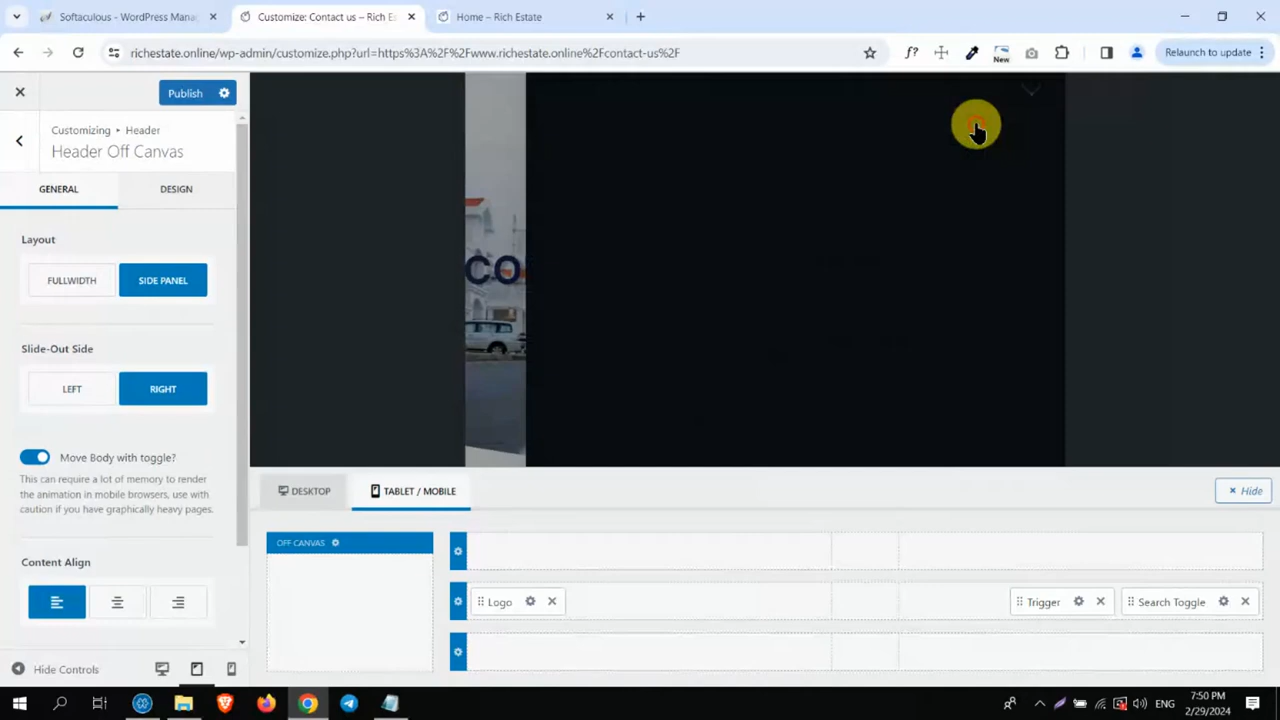 Softaculous - WordPress Mana
Customize: Contact us – Rich Es
Home – Rich Estate
richestate.online/wp-admin/customize.php?url=https%3A%2F%2Fwww.richestate.online%2Fcontact-us%2F
f?
New
Relaunch to update
Publish
Customizing ▸ Header
Header Off Canvas
GENERAL
DESIGN
Layout
FULLWIDTH
SIDE PANEL
Slide-Out Side
LEFT
RIGHT
Move Body with toggle?
This can require a lot of memory to render
the animation in mobile browsers, use with
caution if you have graphically heavy pages.
Content Align
Hide Controls
CO
DESKTOP
TABLET / MOBILE
Hide
OFF CANVAS
Logo
Trigger
Search Toggle
ENG
7:50 PM
2/29/2024